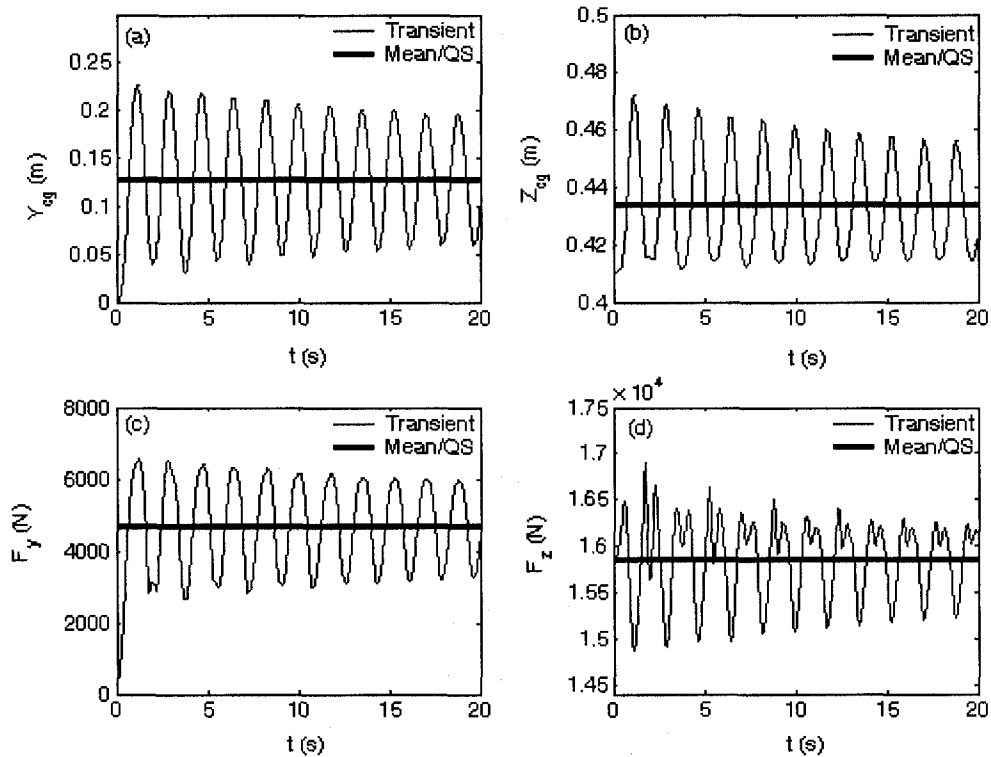 (a)
Transient
Mean/QS
0.25
0.2
0.15
0.1
0.05
0
Y_cg (m)
0 5 10 15 20
t (s)
(b)
Transient
Mean/QS
0.5
0.48
0.46
0.44
0.42
0.4
Z_cg (m)
0 5 10 15 20
t (s)
(c)
Transient
Mean/QS
8000
6000
4000
2000
0
F_y (N)
0 5 10 15 20
t (s)
× 10^4
(d)
Transient
Mean/QS
1.75
1.7
1.65
1.6
1.55
1.5
1.45
F_z (N)
0 5 10 15 20
t (s)